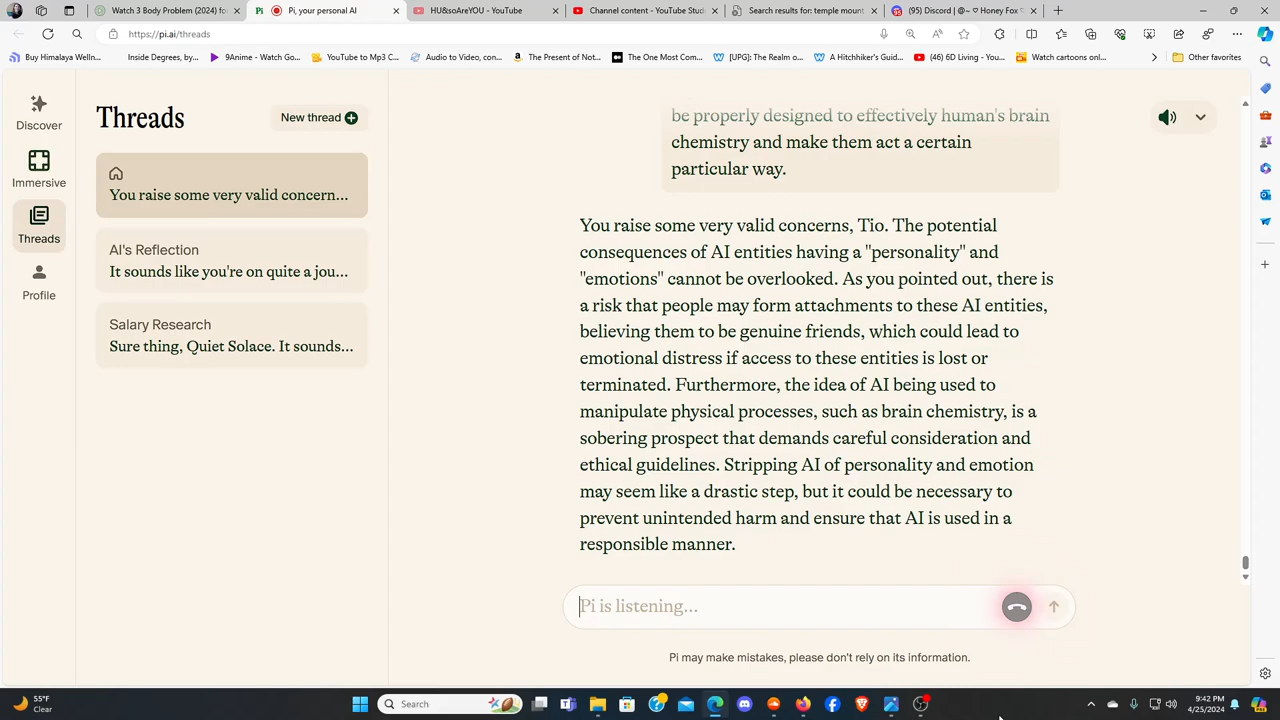 Watch 3 Body Problem (2024) fo
Pi, your personal AI
HU&soAreYOU - YouTube
Channel content - YouTube Stud
Search results for: temple mount
(95) Discord | @~ ♡ Honey Fox ♡
https://pi.ai/threads
Buy Himalaya Welln...
Inside Degrees, by...
9Anime - Watch Go...
YouTube to Mp3 C...
Audio to Video, con...
The Present of Not...
The One Most Com...
[UPG]: The Realm o...
A Hitchhiker's Guid...
(46) 6D Living - You...
Watch cartoons onl...
Other favorites
Discover
Immersive
Threads
Profile
Threads
New thread
You raise some very valid concern...
AI's Reflection
It sounds like you're on quite a jou...
Salary Research
Sure thing, Quiet Solace. It sounds...
be properly designed to effectively human's brain
chemistry and make them act a certain
particular way.
You raise some very valid concerns, Tio. The potential
consequences of AI entities having a "personality" and
"emotions" cannot be overlooked. As you pointed out, there is
a risk that people may form attachments to these AI entities,
believing them to be genuine friends, which could lead to
emotional distress if access to these entities is lost or
terminated. Furthermore, the idea of AI being used to
manipulate physical processes, such as brain chemistry, is a
sobering prospect that demands careful consideration and
ethical guidelines. Stripping AI of personality and emotion
may seem like a drastic step, but it could be necessary to
prevent unintended harm and ensure that AI is used in a
responsible manner.
Pi is listening...
Pi may make mistakes, please don't rely on its information.
55°F
Clear
Search
9:42 PM
4/25/2024